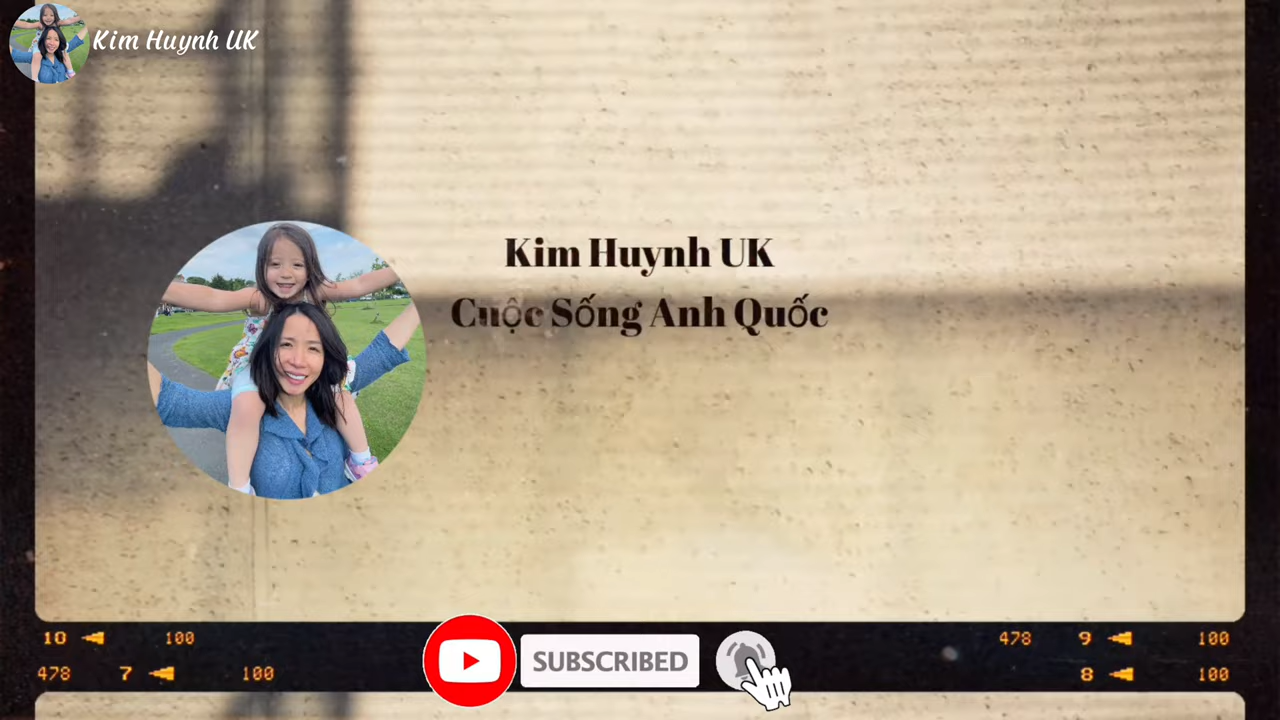 Kim Huynh UK
Kim Huynh UK
Cuộc Sống Anh Quốc
10 100
478 9 100
478 7 100
8 100
SUBSCRIBED